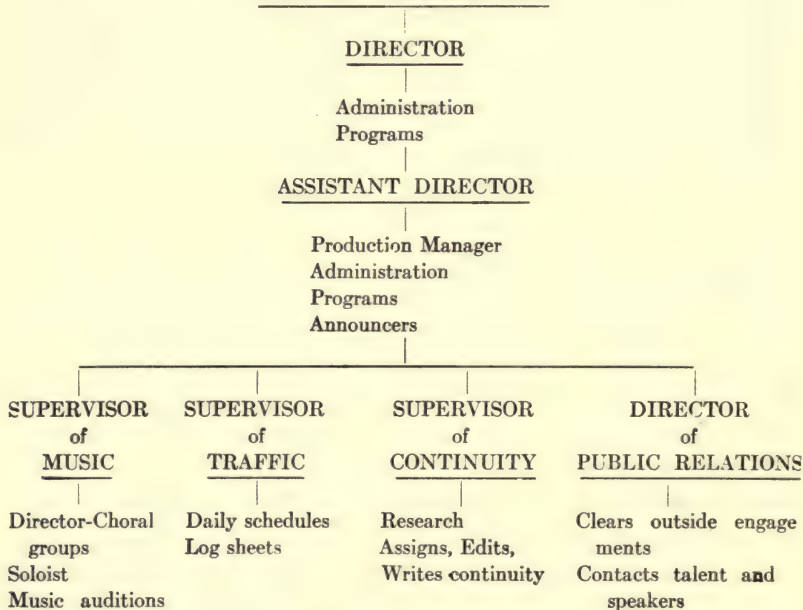 DIRECTOR
Administration
Programs
ASSISTANT DIRECTOR
Production Manager
Administration
Programs
Announcers
SUPERVISOR
of
MUSIC
Director-Choral
groups
Soloist
Music auditions
SUPERVISOR
of
TRAFFIC
Daily schedules
Log sheets
SUPERVISOR
of
CONTINUITY
Research
Assigns, Edits,
Writes continuity
DIRECTOR
of
PUBLIC RELATIONS
Clears outside engage
ments
Contacts talent and
speakers